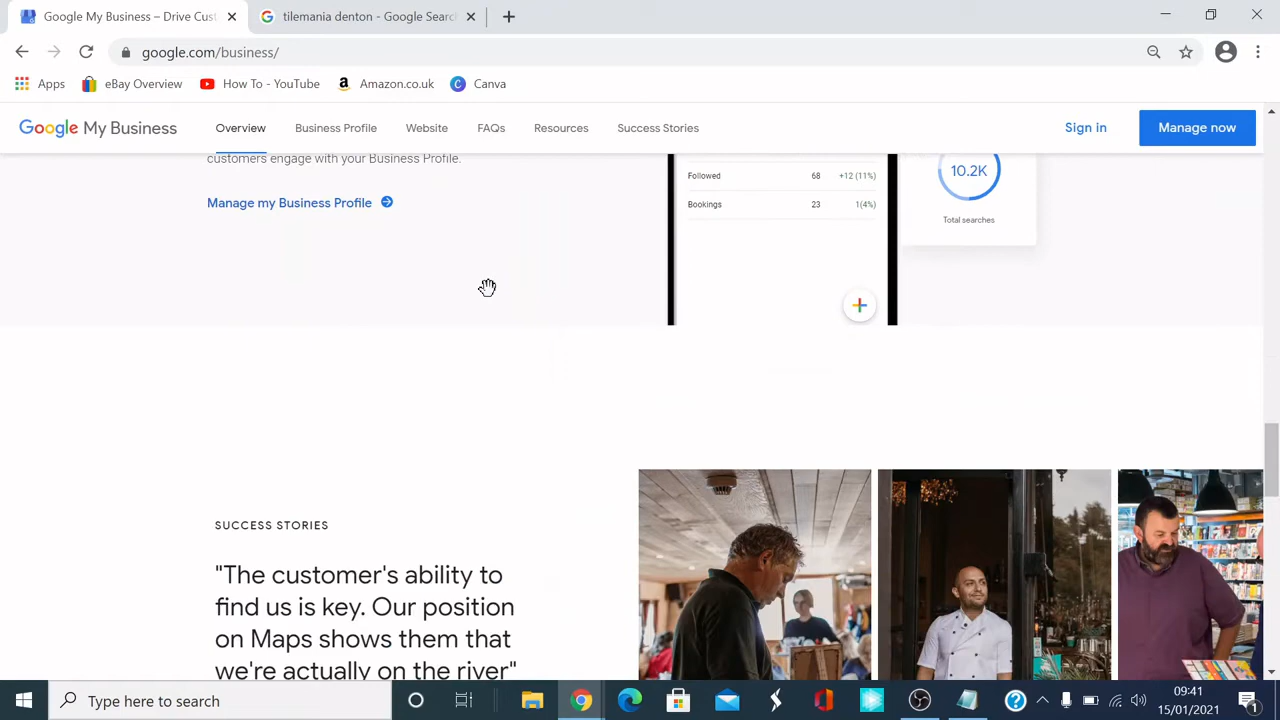 Google My Business – Drive Cust
tilemania denton - Google Searc
google.com/business/
Apps
eBay Overview
How To - YouTube
Amazon.co.uk
Canva
Google My Business
Overview
Business Profile
Website
FAQs
Resources
Success Stories
Sign in
Manage now
customers engage with your Business Profile.
Manage my Business Profile
Followed 68 +12 (11%)
Bookings 23 1(4%)
10.2K
Total searches
SUCCESS STORIES
"The customer's ability to
find us is key. Our position
on Maps shows them that
we're actually on the river"
Type here to search
09:41
15/01/2021
1